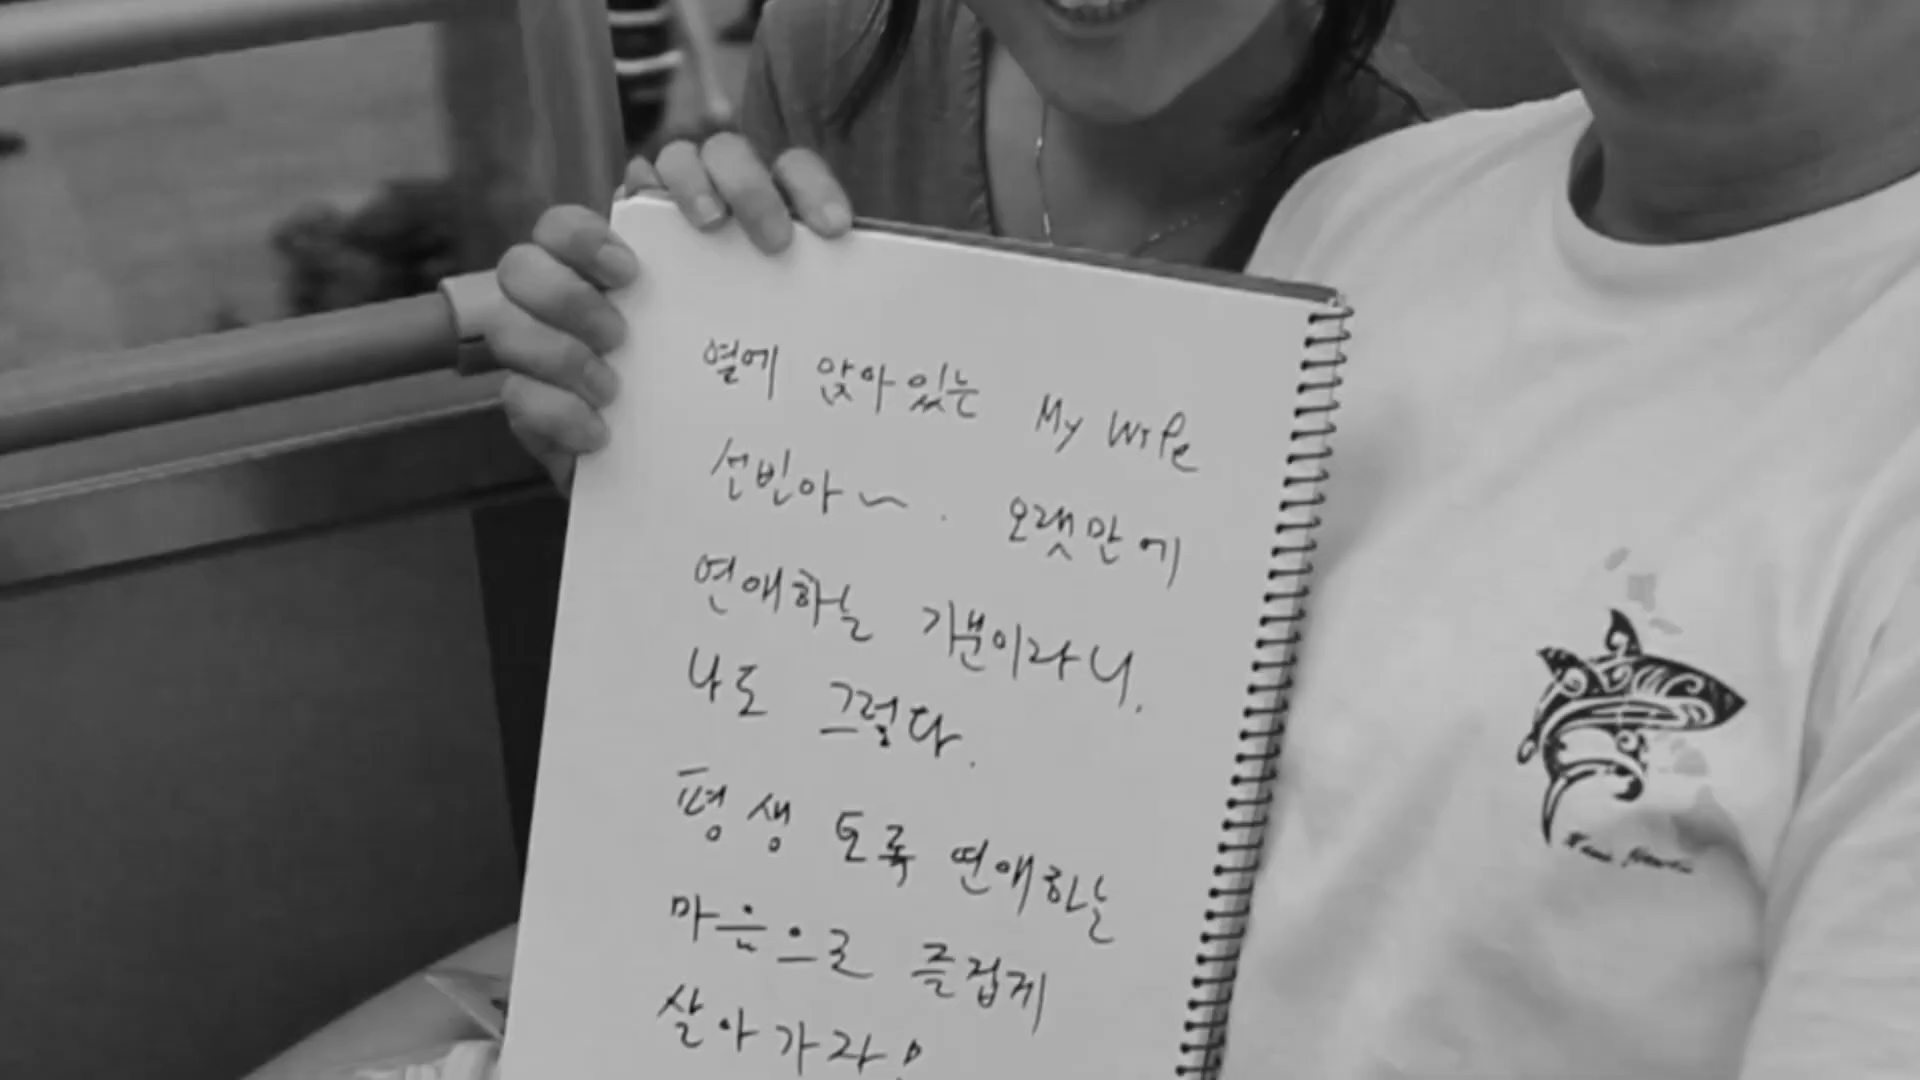 옆에 앉아있는 My Wife
선빈아~. 오랫만에
연애하는 기분이라니.
나도 그렇다.
평생 토록 연애하는
마음으로 즐겁게
살아가자!